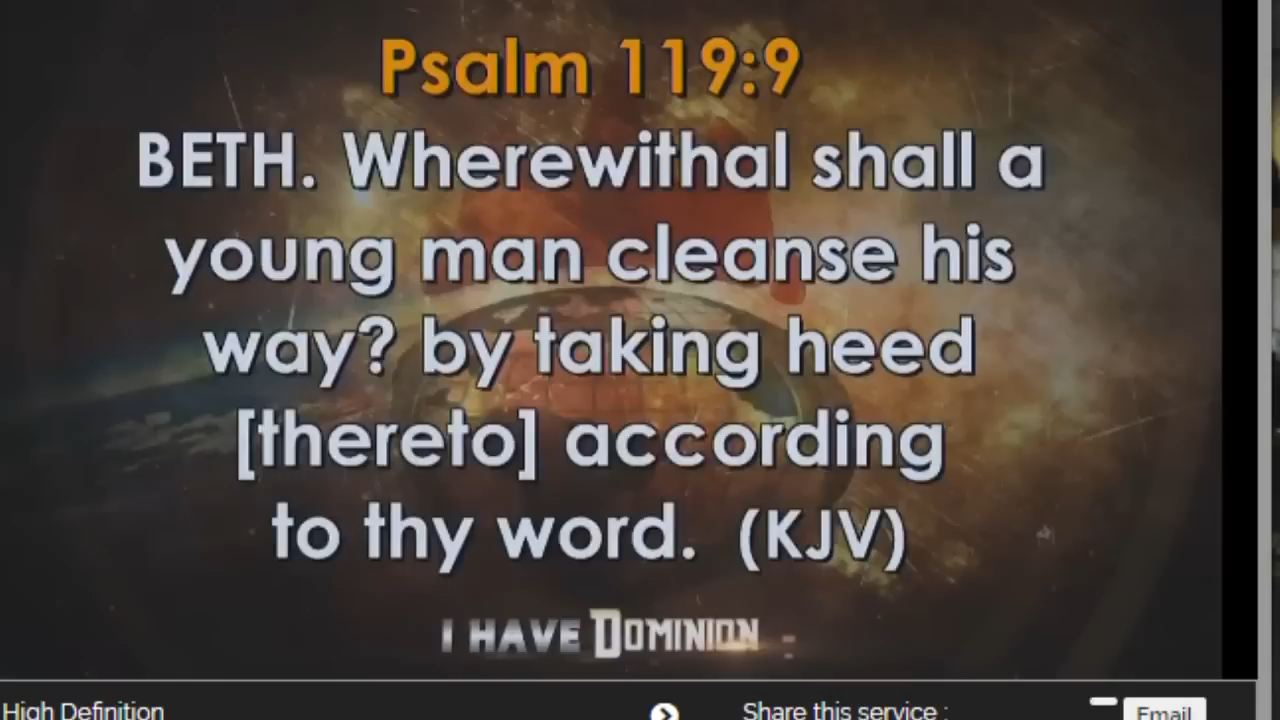 Psalm 119:9
BETH. Wherewithal shall a
young man cleanse his
way? by taking heed
[thereto] according
to thy word. (KJV)
I HAVE DOMINION
High Definition
Share this service :
Email